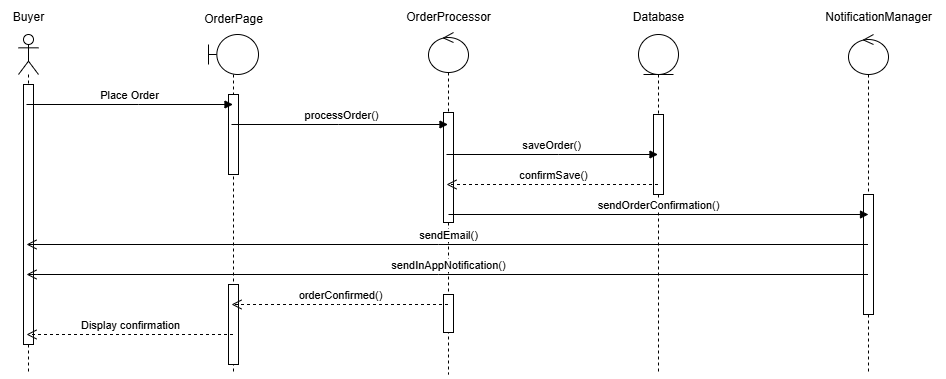 Buyer
OrderPage
OrderProcessor
Database
NotificationManager
Place Order
processOrder()
saveOrder()
confirmSave()
sendOrderConfirmation()
sendEmail()
sendInAppNotification()
orderConfirmed()
Display confirmation